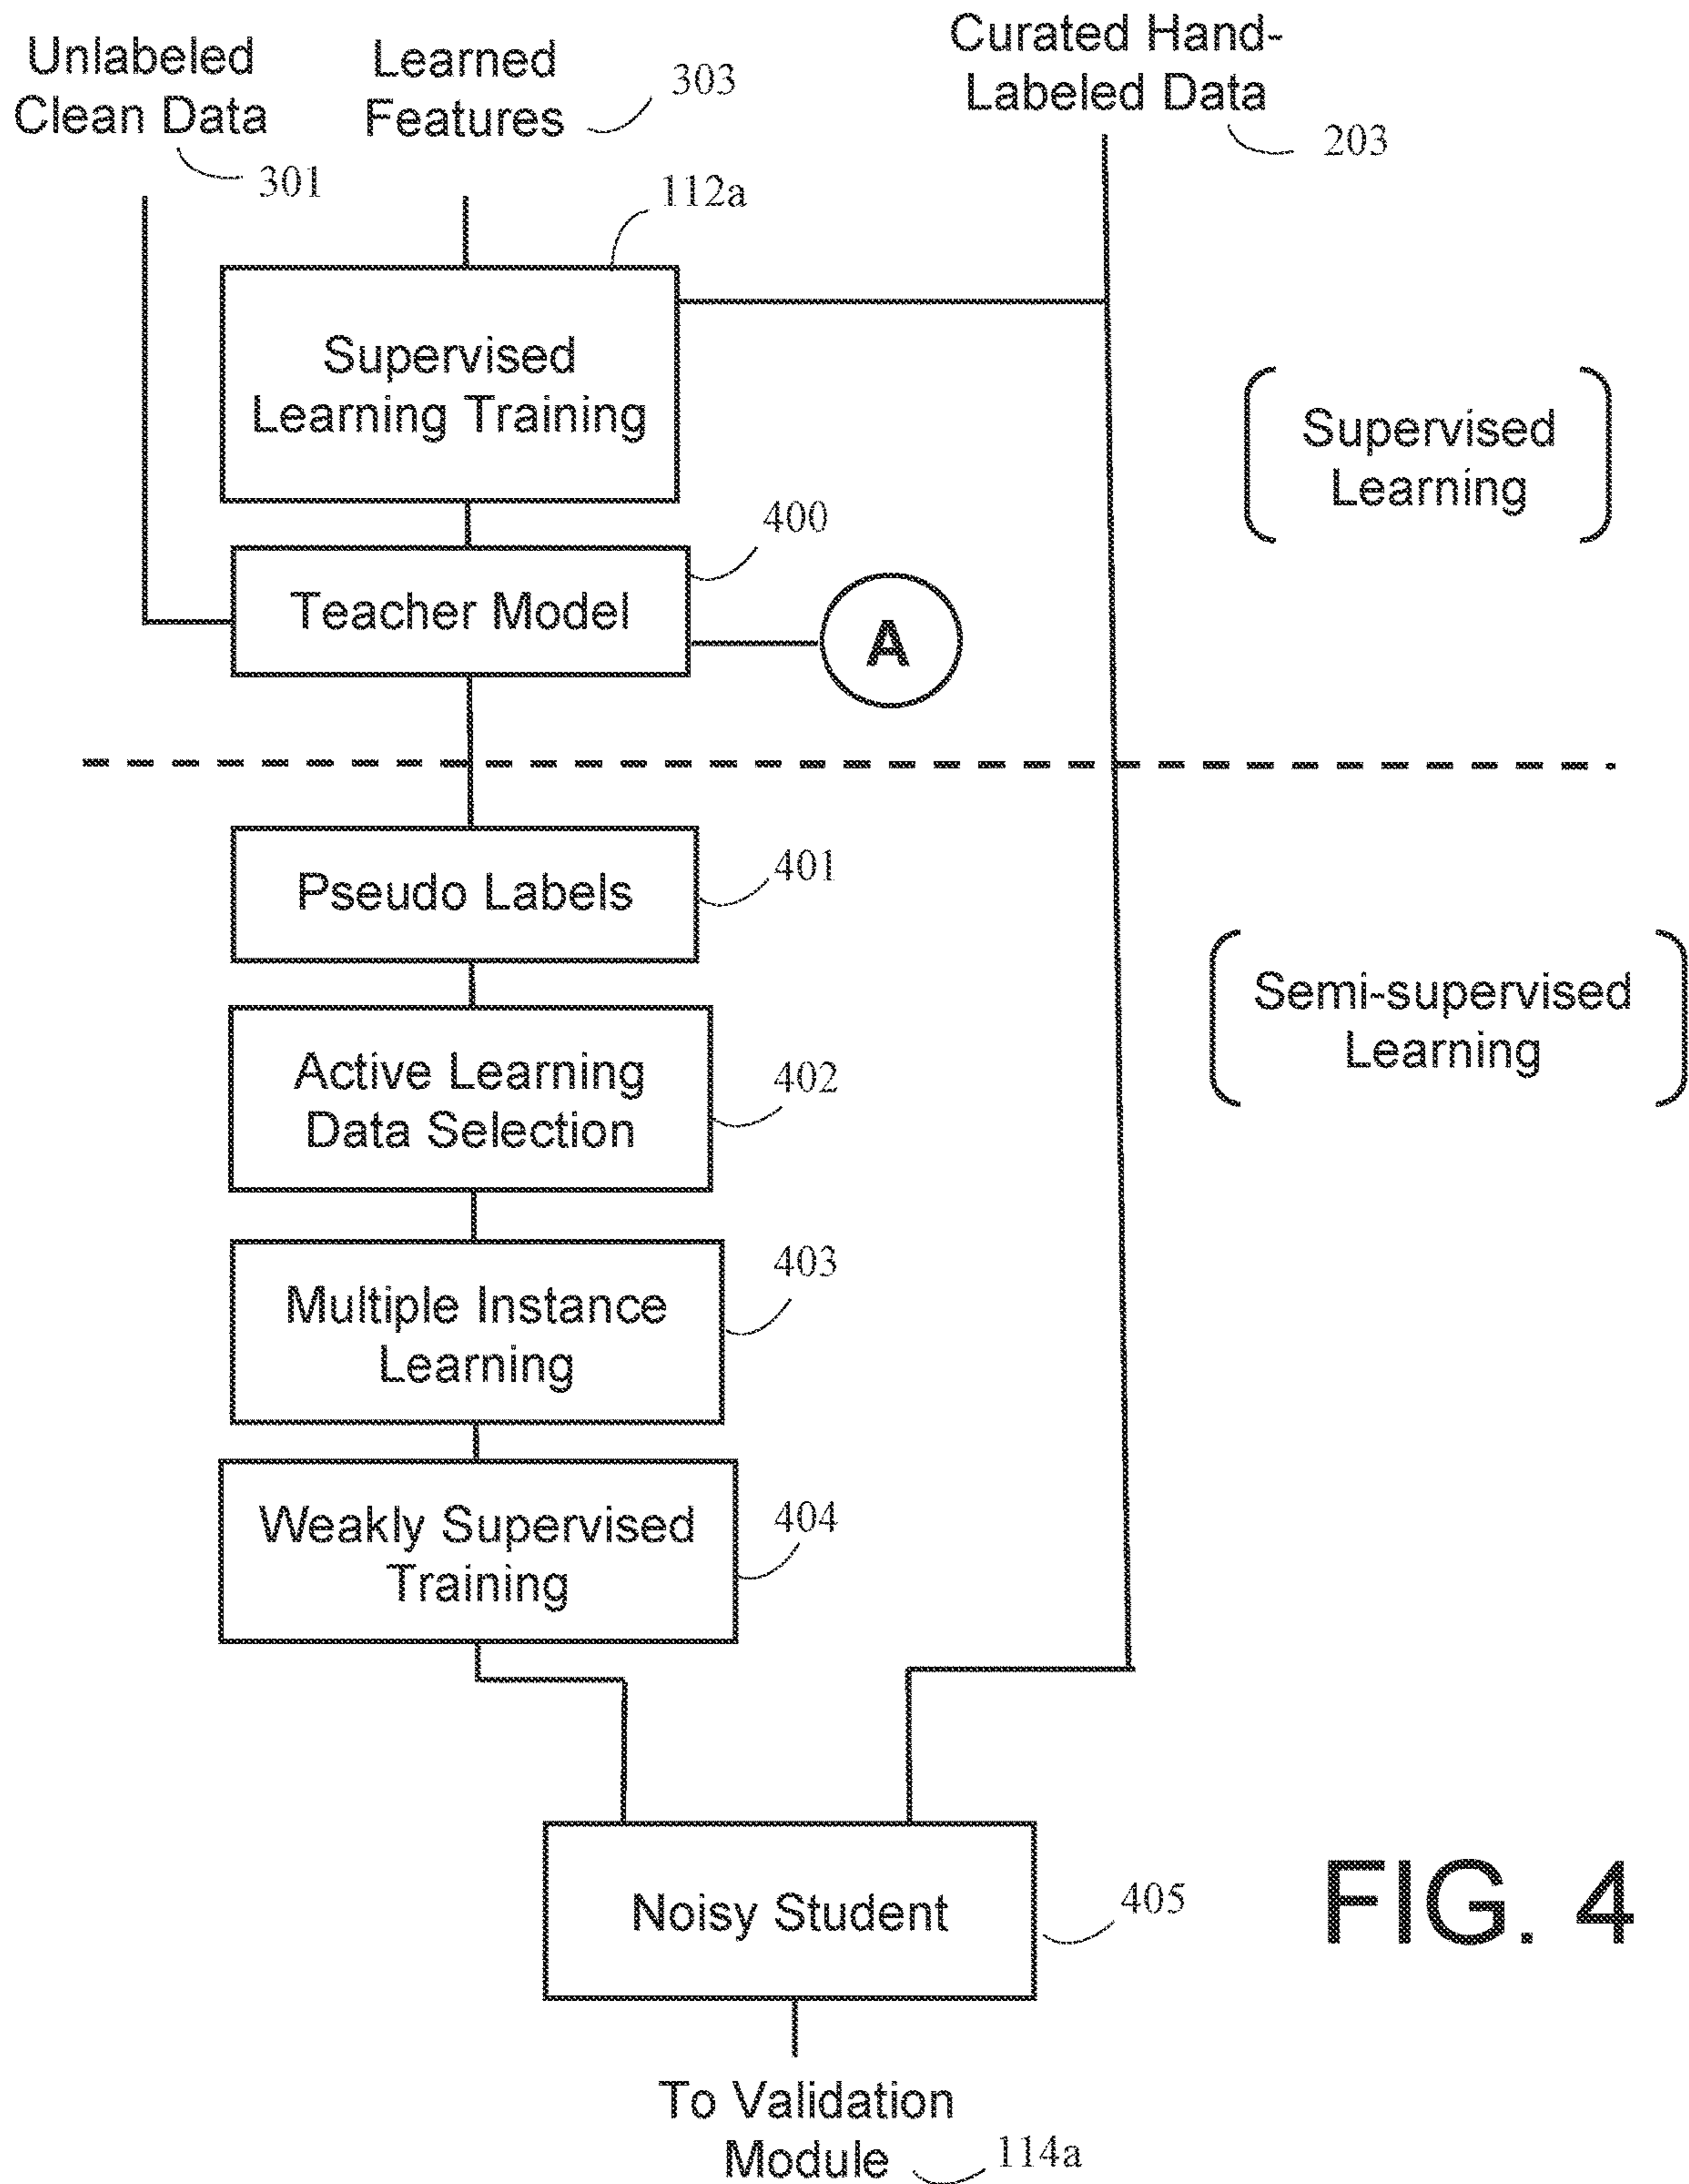 Unlabeled
Clean Data
301
Learned
Features
303
Curated Hand-
Labeled Data
203
112a
Supervised
Learning Training
Supervised
Learning
400
Teacher Model
A
Pseudo Labels
401
Semi-supervised
Learning
Active Learning
Data Selection
402
Multiple Instance
Learning
403
Weakly Supervised
Training
404
Noisy Student
405
FIG. 4
To Validation
Module
114a